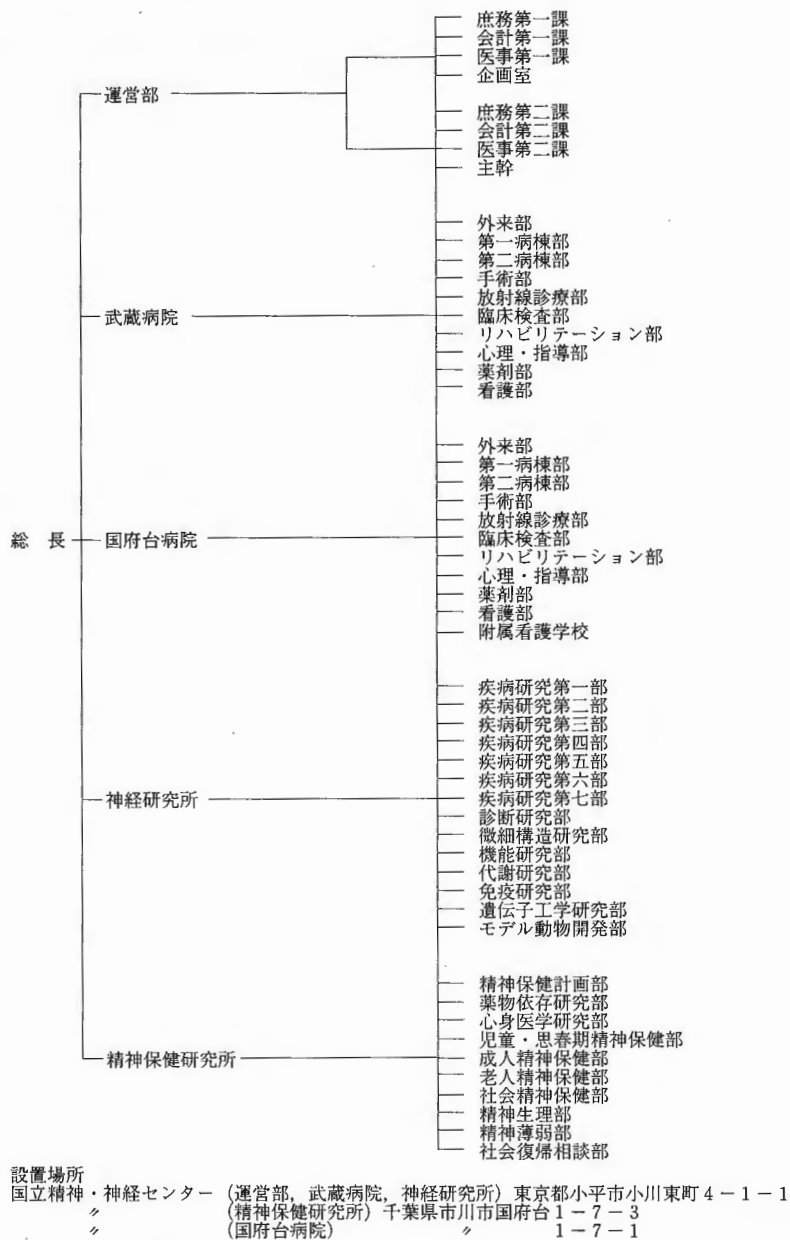 庶務第一課
会計第一課
医事第一課
企画室
運営部
庶務第二課
会計第二課
医事第二課
主幹
外来部
第一病棟部
第二病棟部
手術部
放射線診療部
武蔵病院
臨床検査部
リハビリテーション部
心理・指導部
薬剤部
看護部
外来部
第一病棟部
第二病棟部
手術部
放射線診療部
総 長 国府台病院
臨床検査部
リハビリテーション部
心理・指導部
薬剤部
看護部
附属看護学校
疾病研究第一部
疾病研究第二部
疾病研究第三部
疾病研究第四部
疾病研究第五部
疾病研究第六部
神経研究所
疾病研究第七部
診断研究部
微細構造研究部
機能研究部
代謝研究部
免疫研究部
遺伝子工学研究部
モデル動物開発部
精神保健計画部
薬物依存研究部
心身医学研究部
児童・思春期精神保健部
精神保健研究所
成人精神保健部
老人精神保健部
社会精神保健部
精神生理部
精神薄弱部
社会復帰相談部
設置場所
国立精神・神経センター (運営部, 武蔵病院, 神経研究所) 東京都小平市小川東町4-1-1
〃 (精神保健研究所) 千葉県市川市国府台1-7-3
〃 (国府台病院) 〃 1-7-1